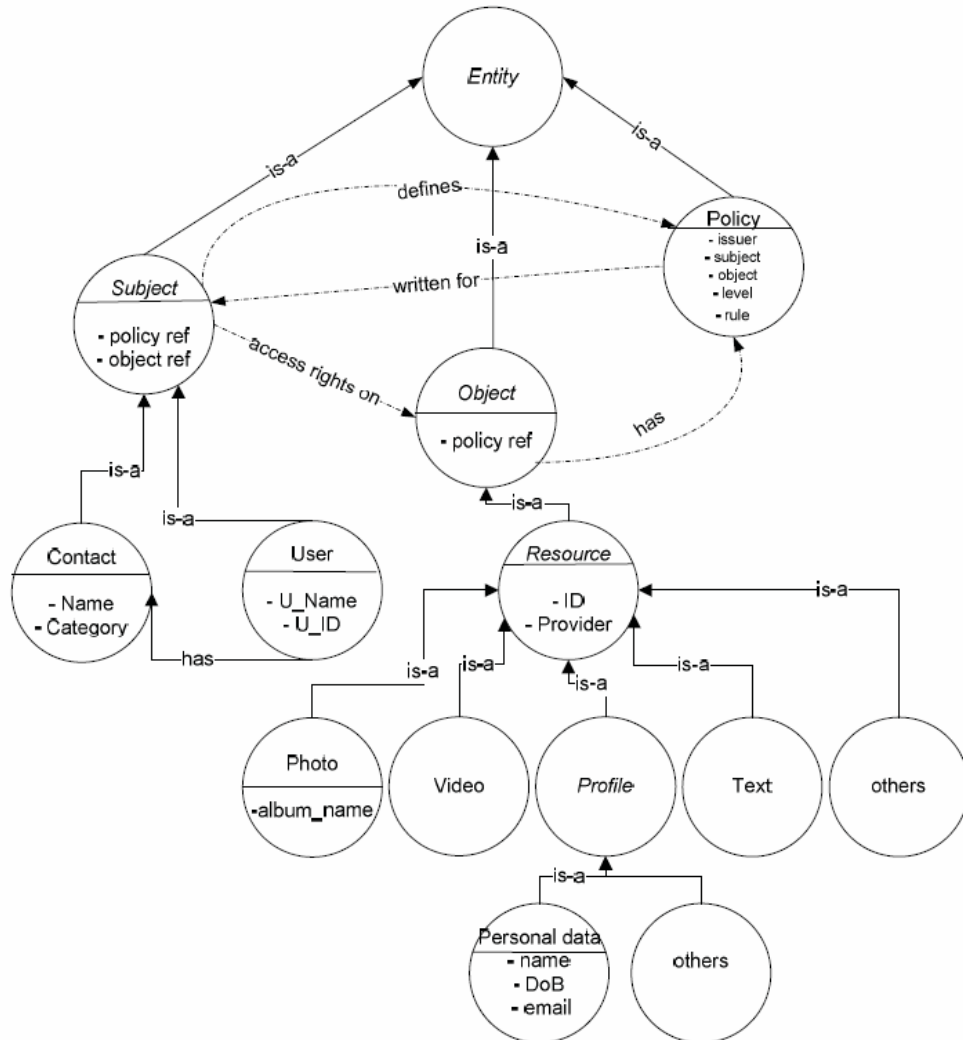 Entity
is-a
is-a
defines
Policy
- issuer
- subject
- object
- level
- rule
is-a
Subject
- policy ref
- object ref
written for
access rights on
Object
- policy ref
has
is-a
is-a
is-a
Contact
- Name
- Category
User
- U_Name
- U_ID
Resource
- ID
- Provider
is-a
has
is-a
is-a
is-a
is-a
Photo
-album_name
Video
Profile
Text
others
is-a
Personal data
- name
- DoB
- email
others